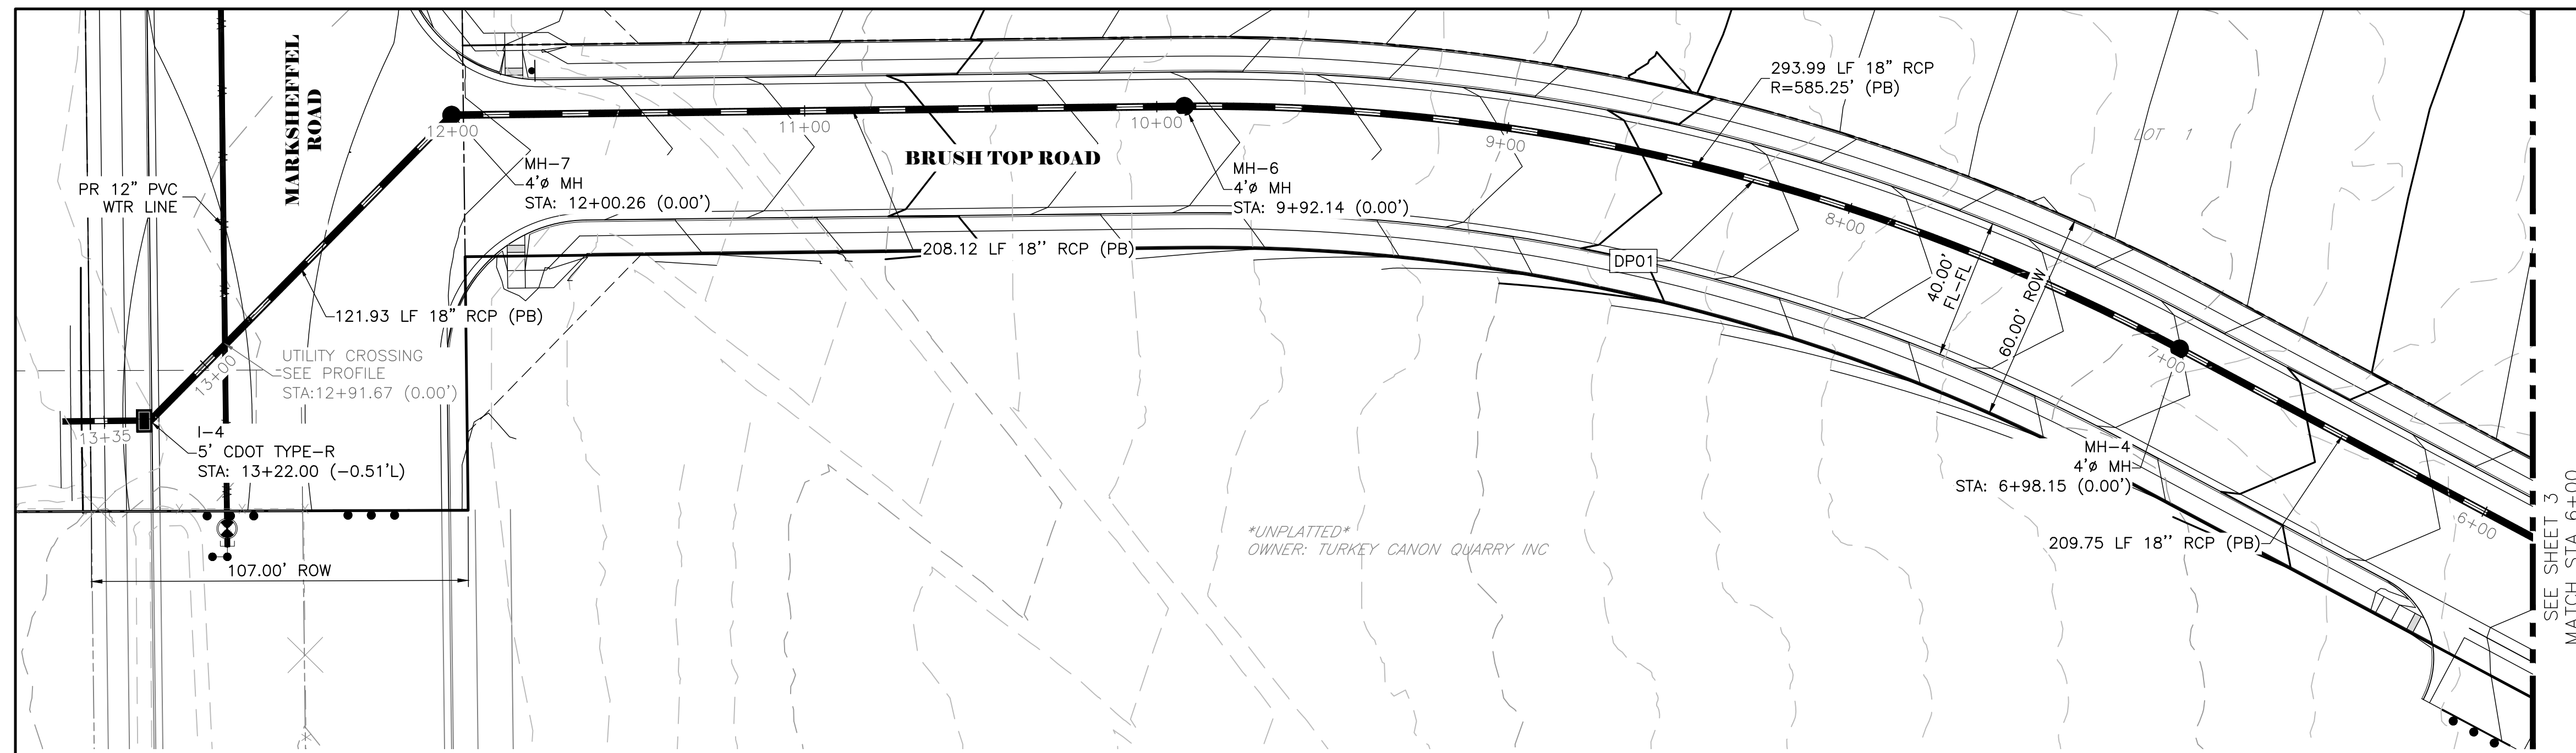 MARKSHEFFEL
ROAD
PR 12" PVC
WTR LINE
12+00
11+00
10+00
9+00
8+00
7+00
6+00
13+00
13+35
MH-7
4'ø MH
STA: 12+00.26 (0.00')
BRUSH TOP ROAD
MH-6
4'ø MH
STA: 9+92.14 (0.00')
293.99 LF 18" RCP
R=585.25' (PB)
LOT 1
208.12 LF 18'' RCP (PB)
DP01
40.00'
FL-FL
60.00' ROW
121.93 LF 18" RCP (PB)
UTILITY CROSSING
SEE PROFILE
STA:12+91.67 (0.00')
I-4
5' CDOT TYPE-R
STA: 13+22.00 (-0.51'L)
107.00' ROW
*UNPLATTED*
OWNER: TURKEY CANON QUARRY INC
MH-4
4'ø MH
STA: 6+98.15 (0.00')
209.75 LF 18'' RCP (PB)
SEE SHEET 3
MATCH STA 6+00